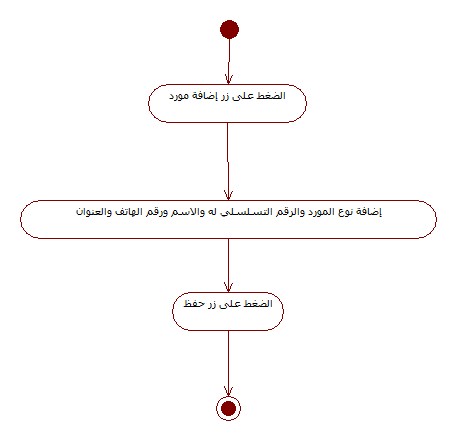 الضغط على زر إضافة مورد
إضافة نوع المورد والرقم التسلسلي له والاسم ورقم الهاتف والعنوان
الضغط على زر حفظ